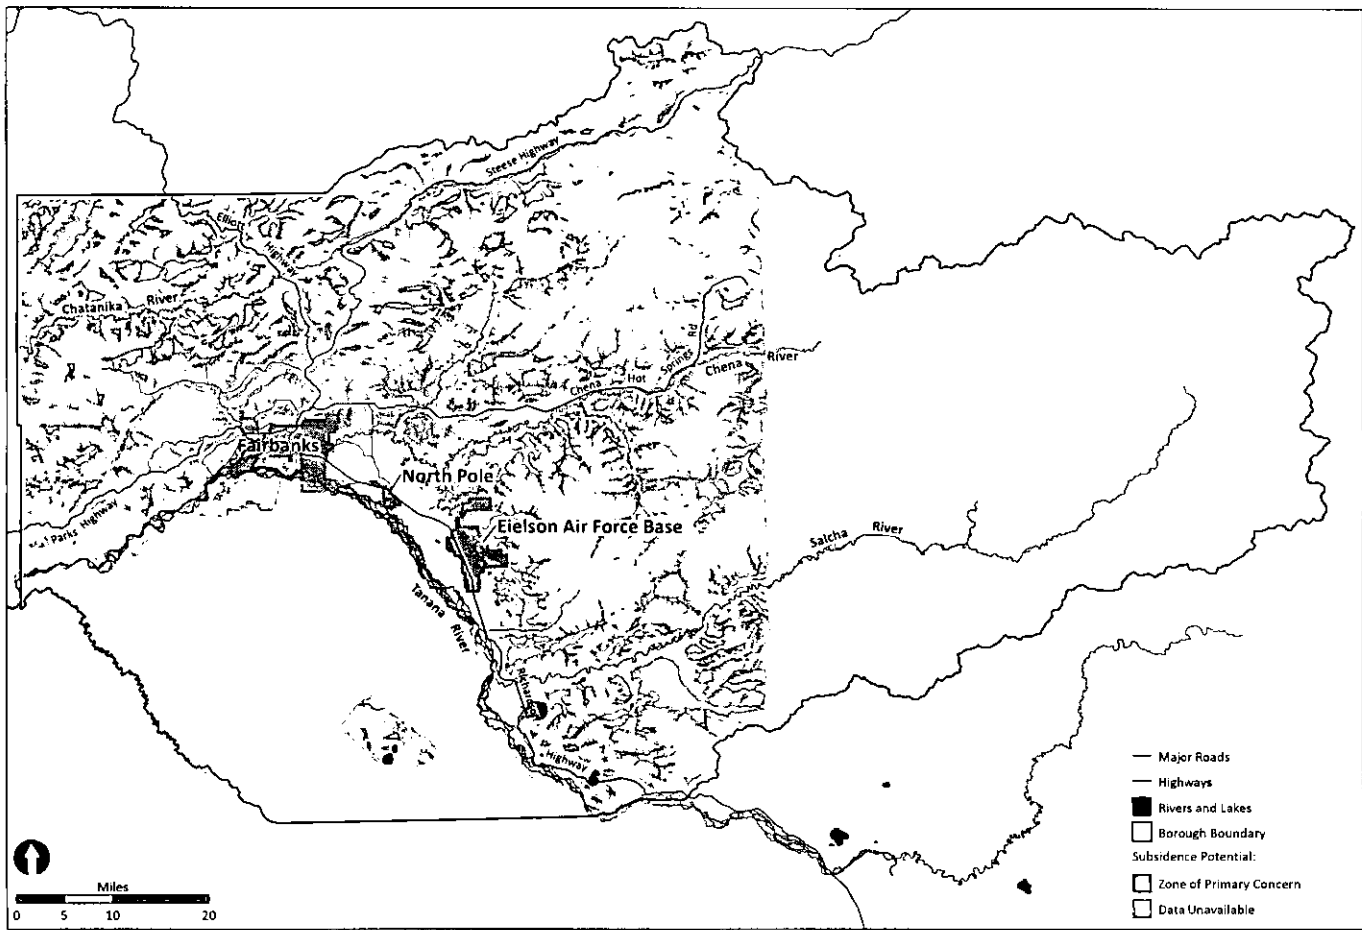 Steese Highway
Elliott
Highway
Chatanika River
Springs Rd
Chena Hot
Chena River
Fairbanks
North Pole
Parks Highway
Eielson Air Force Base
Salcha River
Tanana
River
Highway
Major Roads
Highways
Rivers and Lakes
Borough Boundary
Subsidence Potential:
Zone of Primary Concern
Data Unavailable
Miles
0 5 10 20